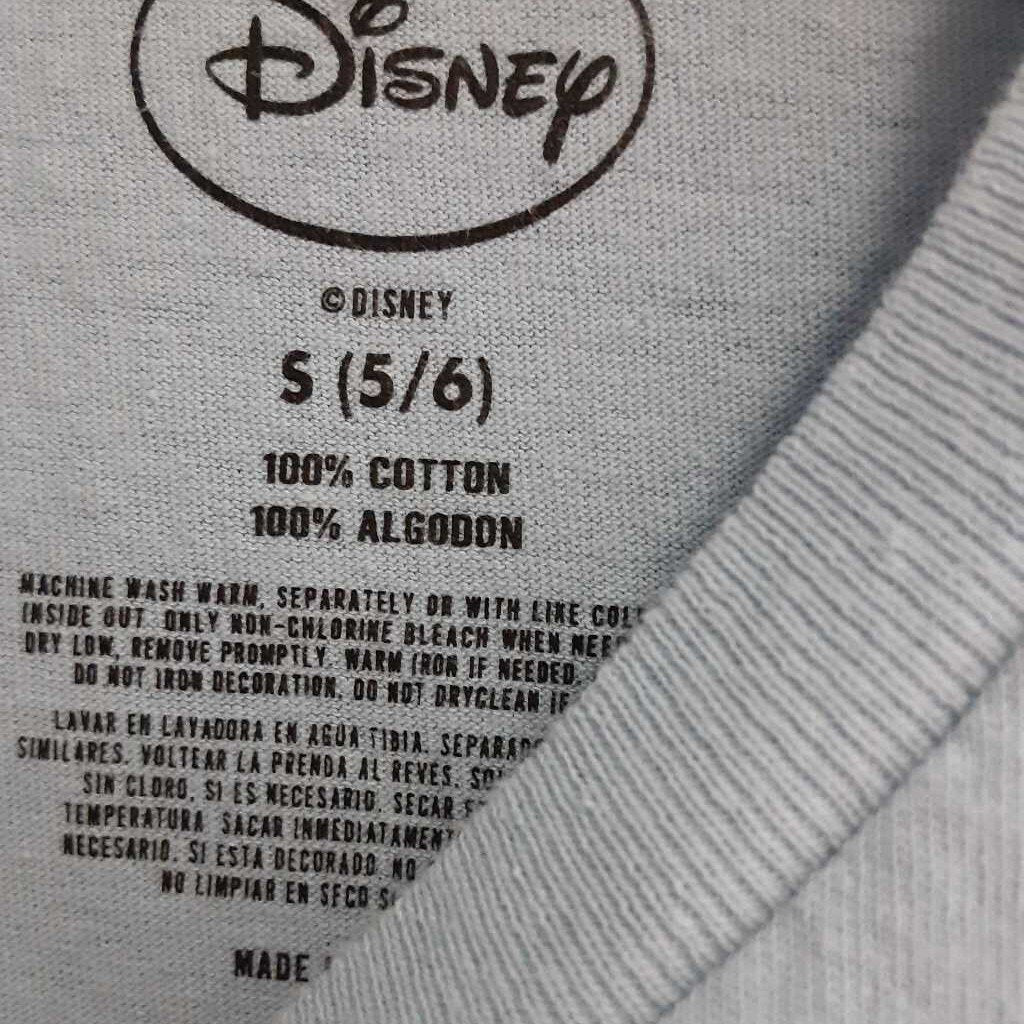 DISNEY
©DISNEY
S (5/6)
100% COTTON
100% ALGODON
MACHINE WASH WARM, SEPARATELY OR WITH LIKE
INSIDE OUT. ONLY NON-CHLORINE BLEACH WHEN
DRY LOW, REMOVE PROMPTLY. WARM IRON IF NEEDED.
DO NOT IRON DECORATION. DO NOT DRYCLEAN IF
LAVAR EN LAVADORA EN AGUA TIBIA. 
SIMILARES. VOLTEAR LA PRENDA AL REVES.
SIN CLORO, SI ES NECESARIO. SECAR
TEMPERATURA SACAR
NECESARIO. SI ESTA DECORADO NO
NO LIMPIAR EN SECO
MADE